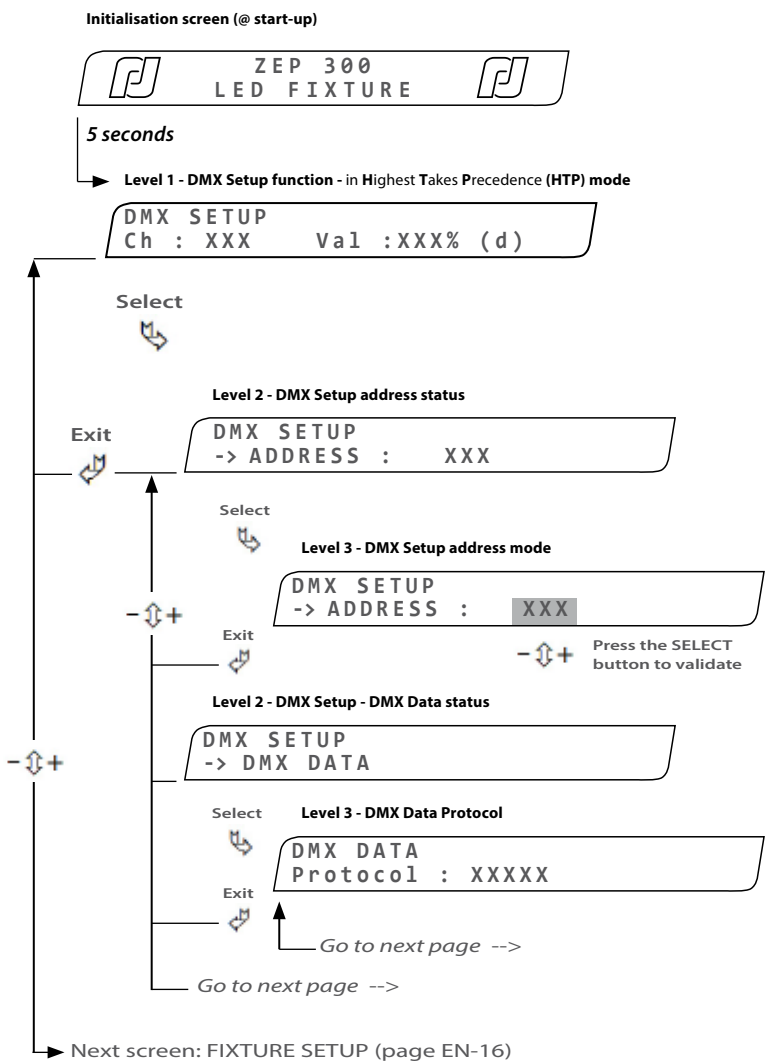 Initialisation screen (@ start-up)
ZEP 300
LED FIXTURE
5 seconds
Level 1 - DMX Setup function - in Highest Takes Precedence (HTP) mode
DMX SETUP
Ch : XXX Val :XXX% (d)
Select
Level 2 - DMX Setup address status
Exit
DMX SETUP
-> ADDRESS : XXX
Select
Level 3 - DMX Setup address mode
DMX SETUP
-> ADDRESS : XXX
- +
Exit
- +
Press the SELECT
button to validate
Level 2 - DMX Setup - DMX Data status
DMX SETUP
-> DMX DATA
- +
Select
Level 3 - DMX Data Protocol
DMX DATA
Protocol : XXXXX
Exit
Go to next page -->
Go to next page -->
Next screen: FIXTURE SETUP (page EN-16)